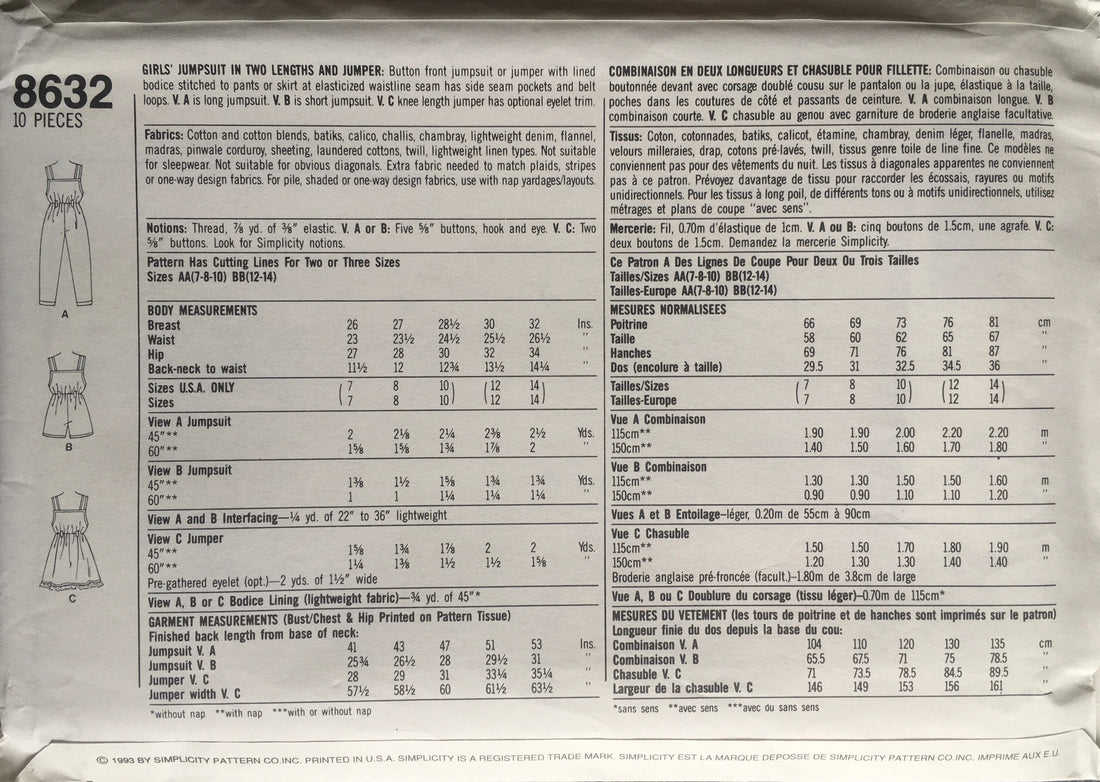 8632
10 PIECES
A
B
C
GIRLS' JUMPSUIT IN TWO LENGTHS AND JUMPER: Button front jumpsuit or jumper with lined
bodice stitched to pants or skirt at elasticized waistline seam has side seam pockets and belt
loops. V. A is long jumpsuit. V. B is short jumpsuit. V. C knee length jumper has optional eyelet trim.
Fabrics: Cotton and cotton blends, batiks, calico, challis, chambray, lightweight denim, flannel,
madras, pinwale corduroy, sheeting, laundered cottons, twill, lightweight linen types. Not suitable
for sleepwear. Not suitable for obvious diagonals. Extra fabric needed to match plaids, stripes
or one-way design fabrics. For pile, shaded or one-way design fabrics, use with nap yardages/layouts.
Notions: Thread, ⅞ yd. of ⅜" elastic. V. A or B: Five ⅝" buttons, hook and eye. V. C: Two
⅝" buttons. Look for Simplicity notions.
Pattern Has Cutting Lines For Two or Three Sizes
Sizes AA(7-8-10) BB(12-14)
BODY MEASUREMENTS
Breast 26 27 28½ 30 32 Ins.
Waist 23 23½ 24½ 25½ 26½ "
Hip 27 28 30 32 34 "
Back-neck to waist 11½ 12 12¾ 13½ 14¼ "
Sizes U.S.A. ONLY (7 8 10) (12 14)
Sizes (7 8 10) (12 14)
View A Jumpsuit
45"** 2 2⅛ 2¼ 2⅜ 2½ Yds.
60"** 1⅝ 1⅝ 1¾ 1⅞ 2 "
View B Jumpsuit
45"** 1⅜ 1½ 1⅝ 1¾ 1¾ Yds.
60"** 1 1 1¼ 1¼ 1¼ "
View A and B Interfacing—¼ yd. of 22" to 36" lightweight
View C Jumper
45"** 1⅝ 1¾ 1⅞ 2 2 Yds.
60"** 1¼ 1⅜ 1½ 1½ 1⅝ "
Pre-gathered eyelet (opt.)—2 yds. of 1½" wide
View A, B or C Bodice Lining (lightweight fabric)—¾ yd. of 45"*
GARMENT MEASUREMENTS (Bust/Chest & Hip Printed on Pattern Tissue)
Finished back length from base of neck:
Jumpsuit V. A 41 43 47 51 53 Ins.
Jumpsuit V. B 25¾ 26½ 28 29½ 31 "
Jumper V. C 28 29 31 33¼ 35¼ "
Jumper width V. C 57½ 58½ 60 61½ 63½ "
*without nap **with nap ***with or without nap
COMBINAISON EN DEUX LONGUEURS ET CHASUBLE POUR FILLETTE: Combinaison ou chasuble
boutonnée devant avec corsage doublé cousu sur le pantalon ou la jupe, élastique à la taille,
poches dans les coutures de côté et passants de ceinture. V. A combinaison longue. V. B
combinaison courte. V. C chasuble au genou avec garniture de broderie anglaise facultative.
Tissus: Coton, cotonnades, batiks, calicot, étamine, chambray, denim léger, flanelle, madras,
velours milleraies, drap, cotons pré-lavés, twill, tissus genre toile de line fine. Ce modèles ne
conviennent pas pour des vêtements du nuit. Les tissus à diagonales apparentes ne conviennent
pas à ce patron. Prévoyez davantage de tissu pour raccorder les écossais, rayures ou motifs
unidirectionnels. Pour les tissus à long poil, de différents tons ou à motifs unidirectionnels, utilisez
métrages et plans de coupe "avec sens".
Mercerie: Fil, 0.70m d'élastique de 1cm. V. A ou B: cinq boutons de 1.5cm, une agrafe. V. C:
deux boutons de 1.5cm. Demandez la mercerie Simplicity.
Ce Patron A Des Lignes De Coupe Pour Deux Ou Trois Tailles
Tailles/Sizes AA(7-8-10) BB(12-14)
Tailles-Europe AA(7-8-10) BB(12-14)
MESURES NORMALISEES
Poitrine 66 69 73 76 81 cm
Taille 58 60 62 65 67 "
Hanches 69 71 76 81 87 "
Dos (encolure à taille) 29.5 31 32.5 34.5 36 "
Tailles/Sizes (7 8 10) (12 14)
Tailles-Europe (7 8 10) (12 14)
Vue A Combinaison
115cm** 1.90 1.90 2.00 2.20 2.20 m
150cm** 1.40 1.50 1.60 1.70 1.80 "
Vue B Combinaison
115cm** 1.30 1.30 1.50 1.50 1.60 m
150cm** 0.90 0.90 1.10 1.10 1.20 "
Vues A et B Entoilage—léger, 0.20m de 55cm à 90cm
Vue C Chasuble
115cm** 1.50 1.50 1.70 1.80 1.90 m
150cm** 1.20 1.30 1.30 1.40 1.40 "
Broderie anglaise pré-froncée (facult.)—1.80m de 3.8cm de large
Vue A, B ou C Doublure du corsage (tissu léger)—0.70m de 115cm*
MESURES DU VETEMENT (les tours de poitrine et de hanches sont imprimés sur le patron)
Longueur finie du dos depuis la base du cou:
Combinaison V. A 104 110 120 130 135 cm
Combinaison V. B 65.5 67.5 71 75 78.5 "
Chasuble V. C 71 73.5 78.5 84.5 89.5 "
Largeur de la chasuble V. C 146 149 153 156 161 "
*sans sens **avec sens ***avec ou sans sens
© 1993 BY SIMPLICITY PATTERN CO.INC. PRINTED IN U.S.A. SIMPLICITY IS A REGISTERED TRADE MARK. SIMPLICITY EST LA MARQUE DEPOSSE DE SIMPLICITY PATTERN CO.INC. IMPRIME AUX E.U.